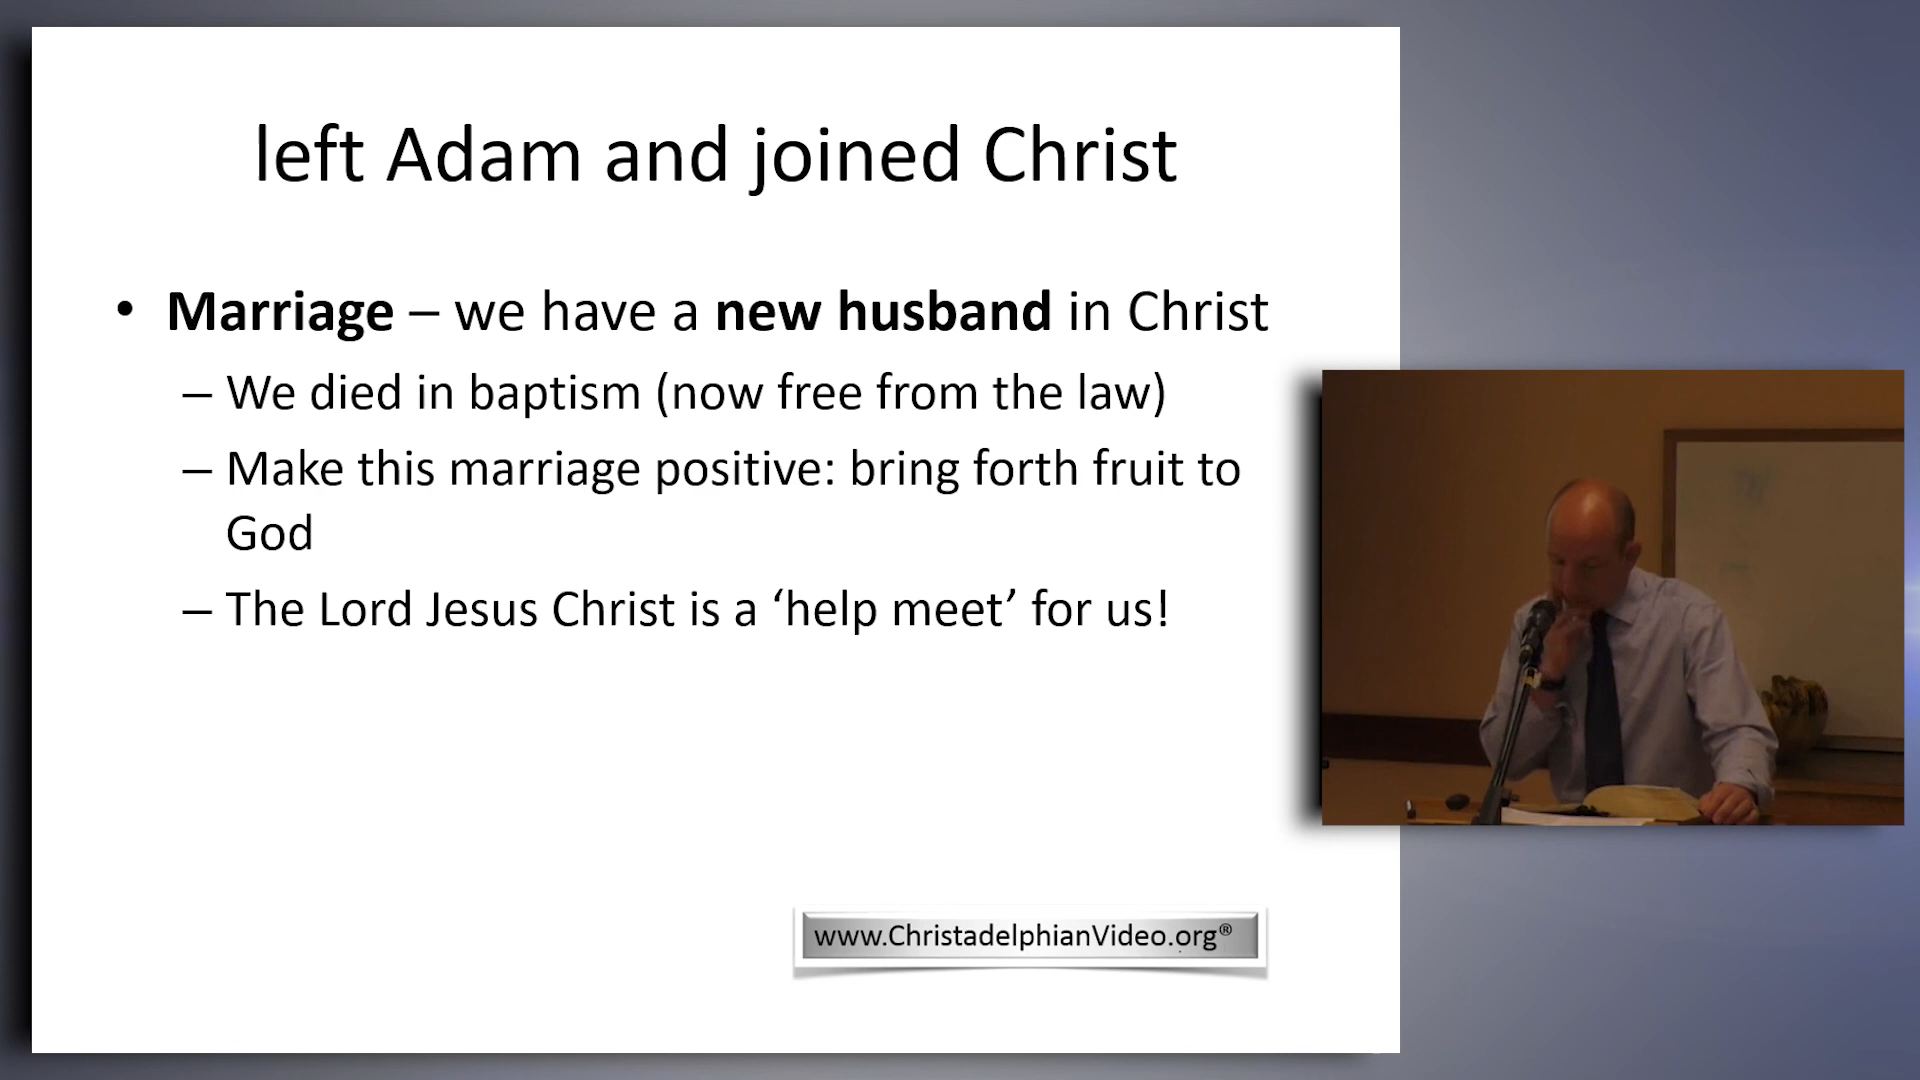 left Adam and joined Christ
• Marriage – we have a new husband in Christ
– We died in baptism (now free from the law)
– Make this marriage positive: bring forth fruit to
God
– The Lord Jesus Christ is a ‘help meet’ for us!
www.ChristadelphianVideo.org®